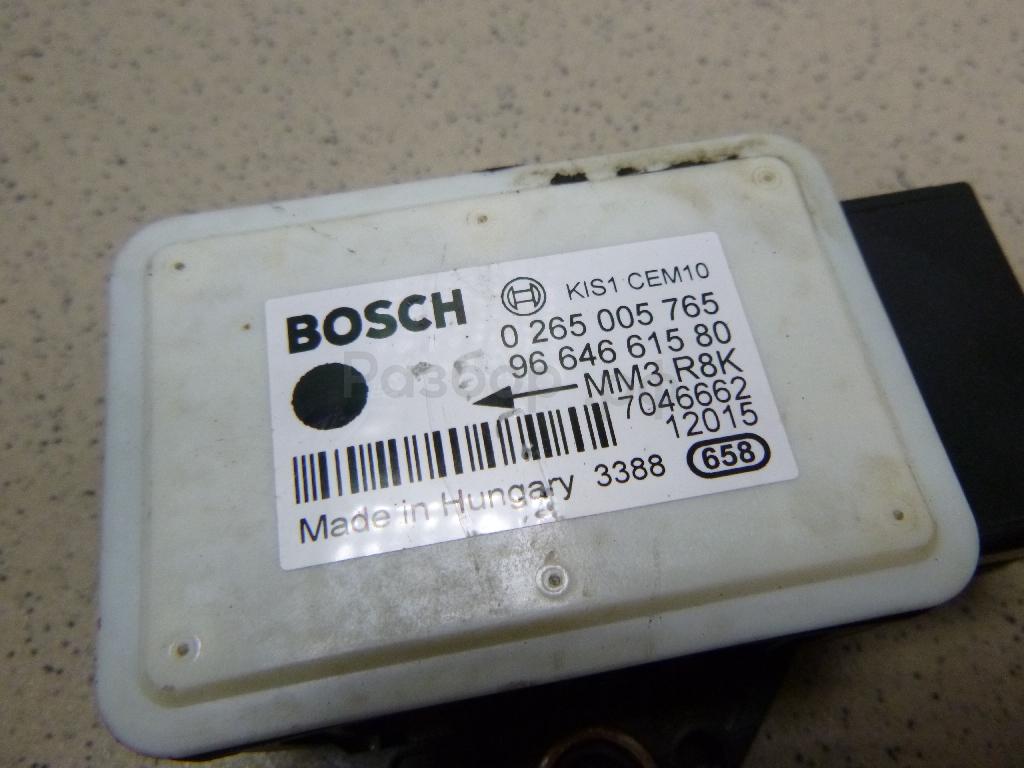 BOSCH
KIS1 CEM10
0 265 005 765
96 646 615 80
MM3.R8K
7046662
12015
Made in Hungary 3388 658
Разбор